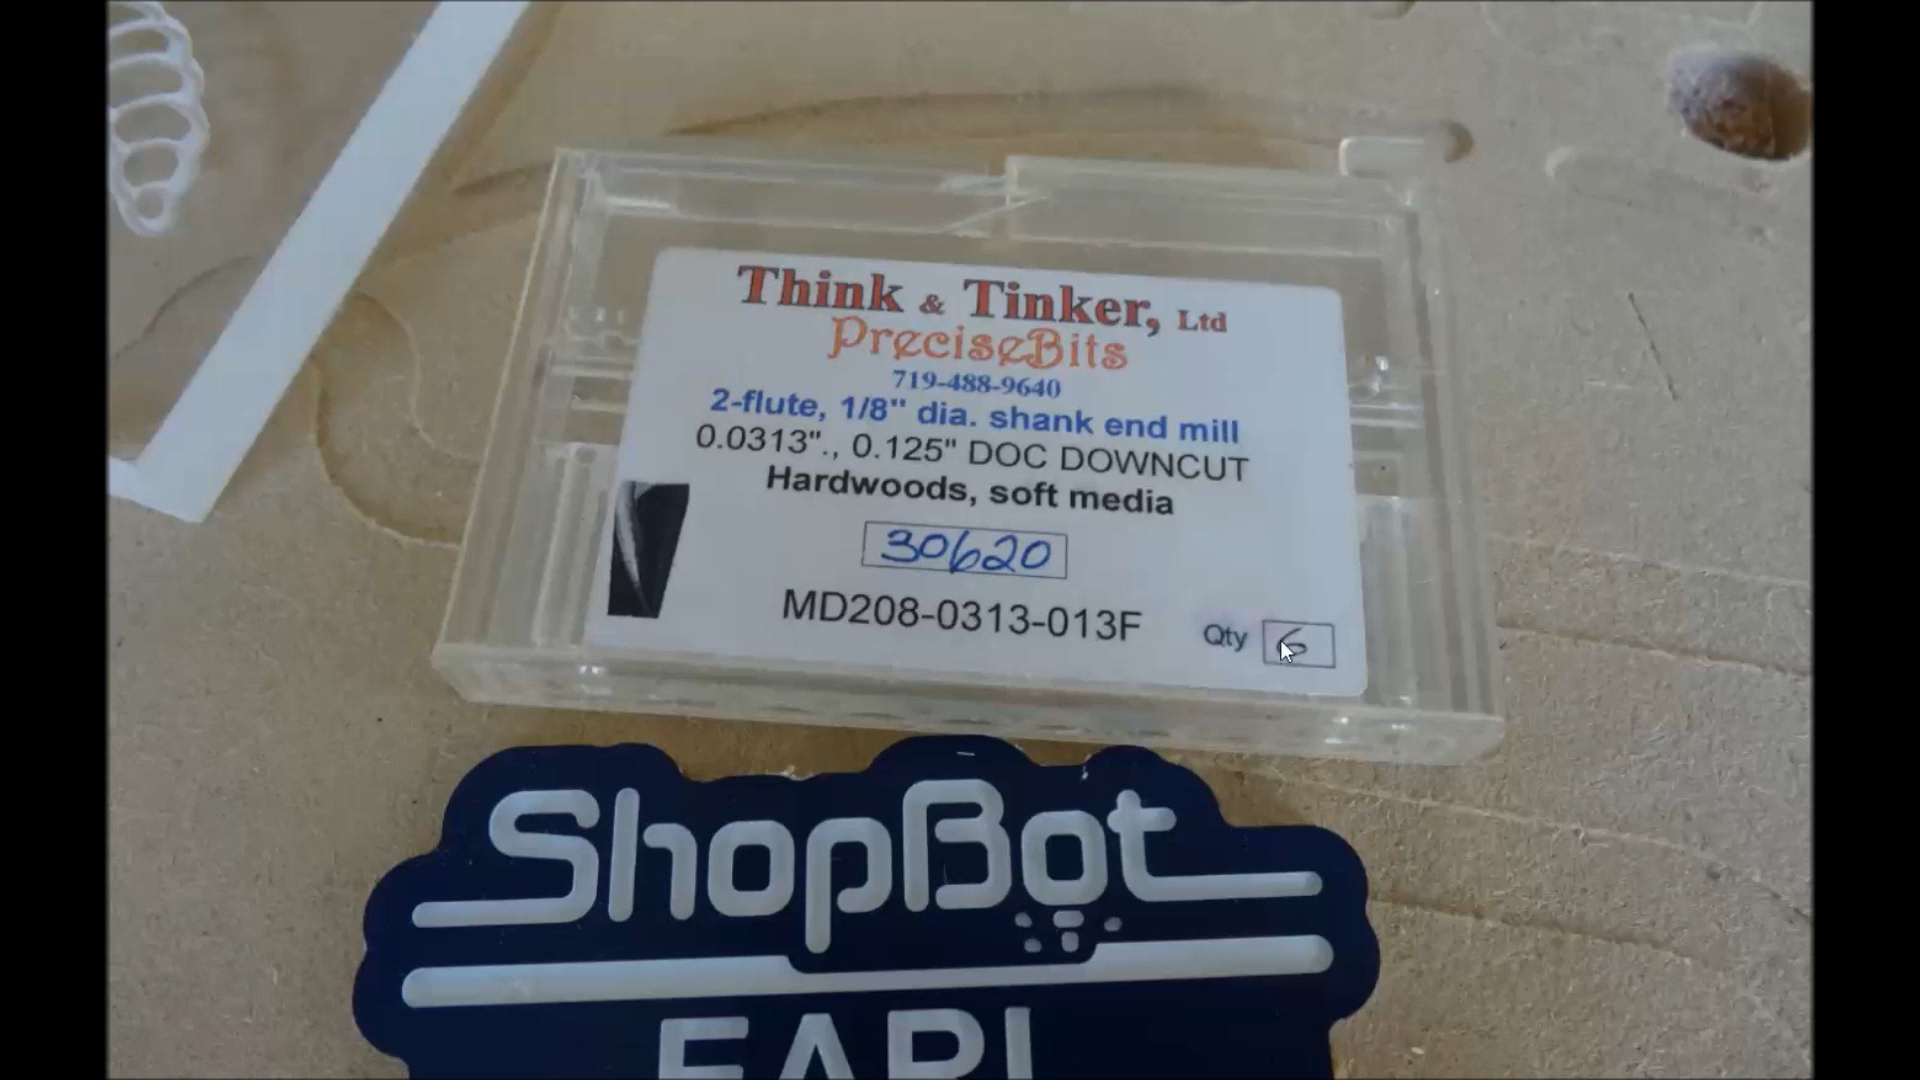 Think & Tinker, Ltd
PreciseBits
719-488-9640
2-flute, 1/8" dia. shank end mill
0.0313"., 0.125" DOC DOWNCUT
Hardwoods, soft media
30620
MD208-0313-013F
Qty 6
ShopBot